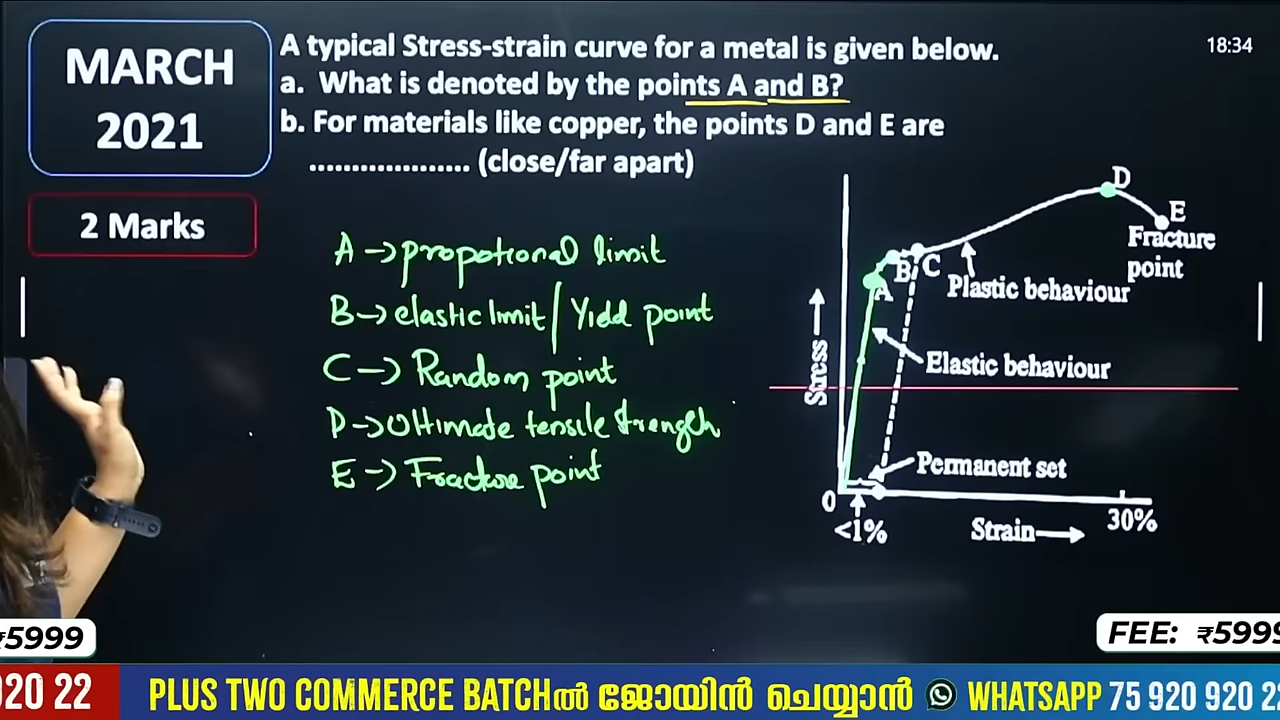 MARCH
2021
2 Marks
A typical Stress-strain curve for a metal is given below.
a. What is denoted by the points A and B?
b. For materials like copper, the points D and E are
................... (close/far apart)
18:34
A → propotional limit
B → elastic limit / Yield point
C → Random point
D → Ultimate tensile strength
E → Fracture point
D
E
Fracture
point
B
C
A
Plastic behaviour
Elastic behaviour
Stress
Permanent set
0
<1%
Strain
30%
₹5999
FEE: ₹5999
920 22
PLUS TWO COMMERCE BATCHൽ ജോയിൻ ചെയ്യാൻ WHATSAPP 75 920 920 22